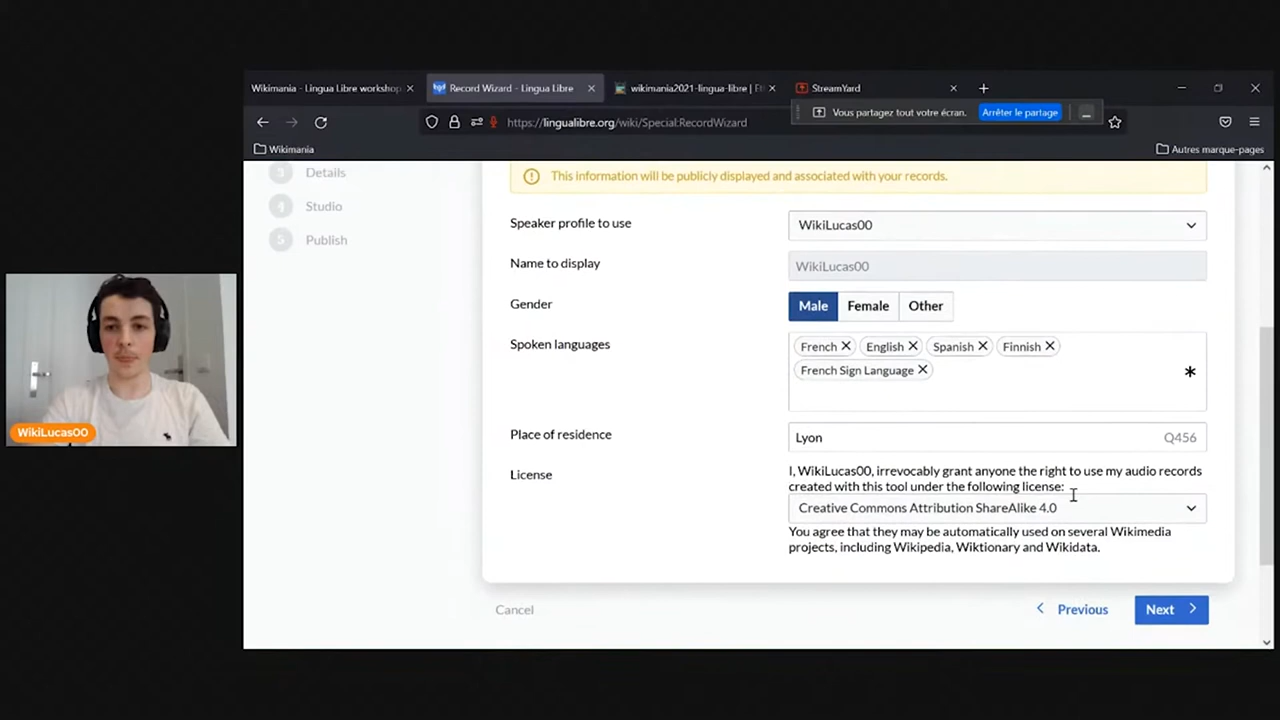 Wikimania - Lingua Libre workshop
Record Wizard - Lingua Libre
wikimania2021-lingua-libre | Et
StreamYard
Vous partagez tout votre écran.
Arrêter le partage
https://lingualibre.org/wiki/Special:RecordWizard
Wikimania
Autres marque-pages
3 Details
4 Studio
5 Publish
This information will be publicly displayed and associated with your records.
Speaker profile to use
WikiLucas00
Name to display
WikiLucas00
Gender
Male
Female
Other
Spoken languages
French English Spanish Finnish
French Sign Language
Place of residence
Lyon
Q456
License
I, WikiLucas00, irrevocably grant anyone the right to use my audio records
created with this tool under the following license:
Creative Commons Attribution ShareAlike 4.0
You agree that they may be automatically used on several Wikimedia
projects, including Wikipedia, Wiktionary and Wikidata.
Cancel
Previous
Next
WikiLucas00